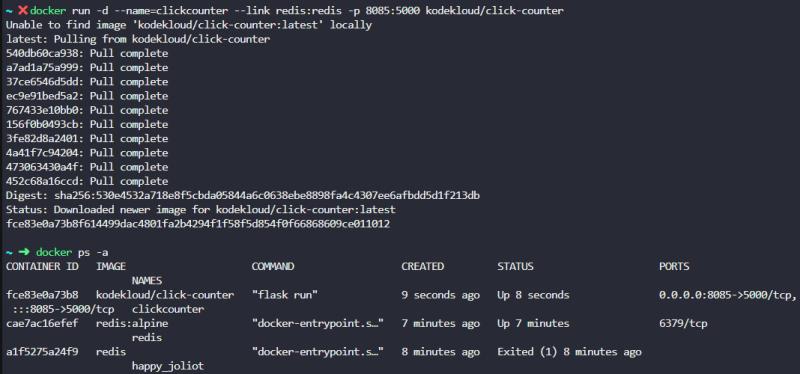 ~ ✗docker run -d --name=clickcounter --link redis:redis -p 8085:5000 kodekloud/click-counter
Unable to find image 'kodekloud/click-counter:latest' locally
latest: Pulling from kodekloud/click-counter
540db60ca938: Pull complete
a7ad1a75a999: Pull complete
37ce6546d5dd: Pull complete
ec9e91bed5a2: Pull complete
767433e10bb0: Pull complete
156f0b0493cb: Pull complete
3fe82d8a2401: Pull complete
4a41f7c94204: Pull complete
473063430a4f: Pull complete
452c68a16ccd: Pull complete
Digest: sha256:530e4532a718e8f5cbda05844a6c0638ebe8898fa4c4307ee6afbdd5d1f213db
Status: Downloaded newer image for kodekloud/click-counter:latest
fce83e0a73b8f614499dac4801fa2b4294f1f58f5d854f0f66868609ce011012
~ ➜ docker ps -a
CONTAINER ID   IMAGE   COMMAND   CREATED   STATUS   PORTS
NAMES
fce83e0a73b8   kodekloud/click-counter   "flask run"   9 seconds ago   Up 8 seconds   0.0.0.0:8085->5000/tcp,
:::8085->5000/tcp   clickcounter
cae7ac16efef   redis:alpine   "docker-entrypoint.s…"   7 minutes ago   Up 7 minutes   6379/tcp
redis
a1f5275a24f9   redis   "docker-entrypoint.s…"   8 minutes ago   Exited (1) 8 minutes ago
happy_joliot